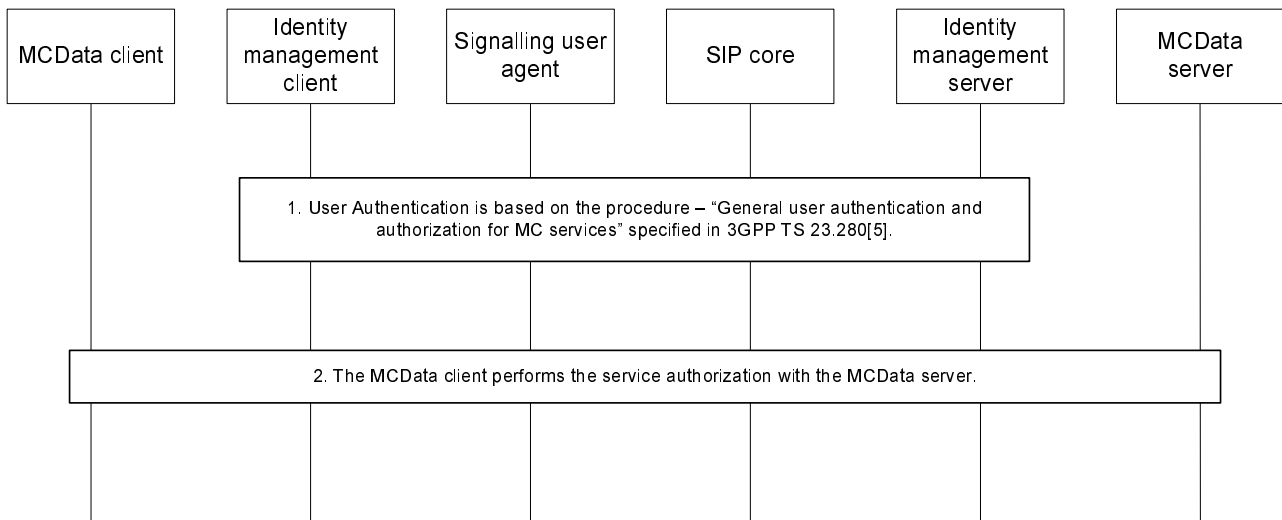 MCData client
Identity
management
client
Signalling user
agent
SIP core
Identity
management
server
MCData
server
1. User Authentication is based on the procedure – “General user authentication and
authorization for MC services” specified in 3GPP TS 23.280[5].
2. The MCData client performs the service authorization with the MCData server.